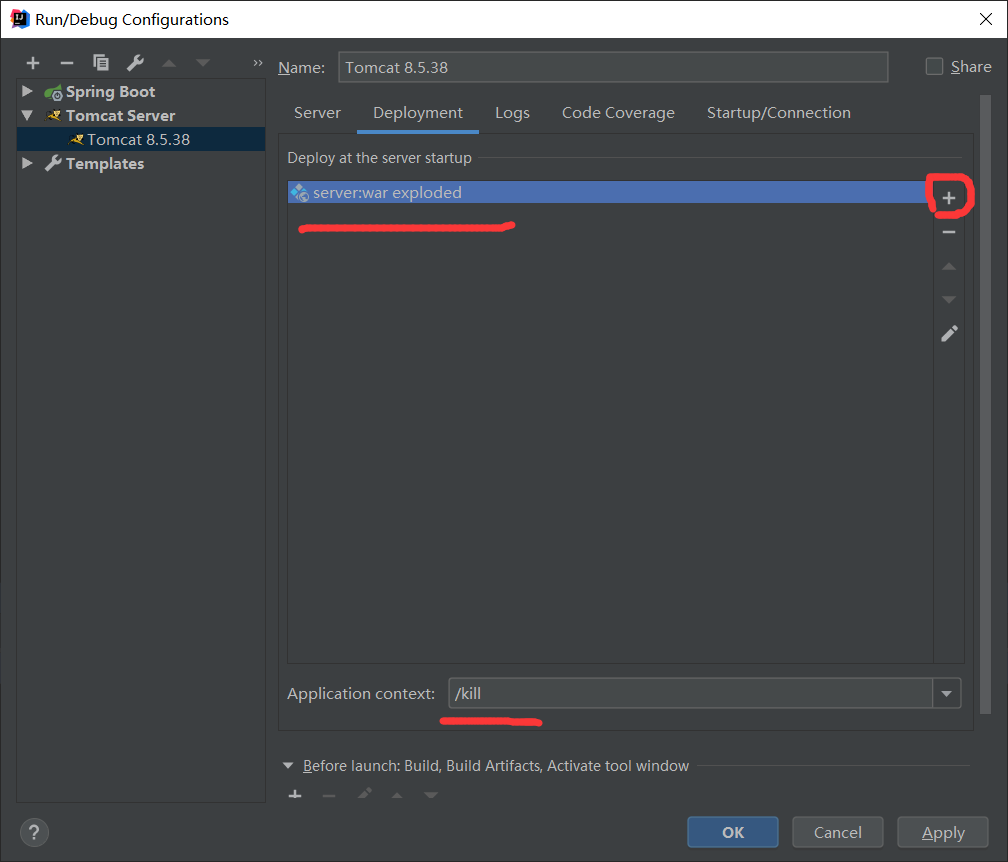 Run/Debug Configurations
Spring Boot
Tomcat Server
Tomcat 8.5.38
Templates
Name: Tomcat 8.5.38
Share
Server Deployment Logs Code Coverage Startup/Connection
Deploy at the server startup
server:war exploded
Application context: /kill
Before launch: Build, Build Artifacts, Activate tool window
? OK Cancel Apply